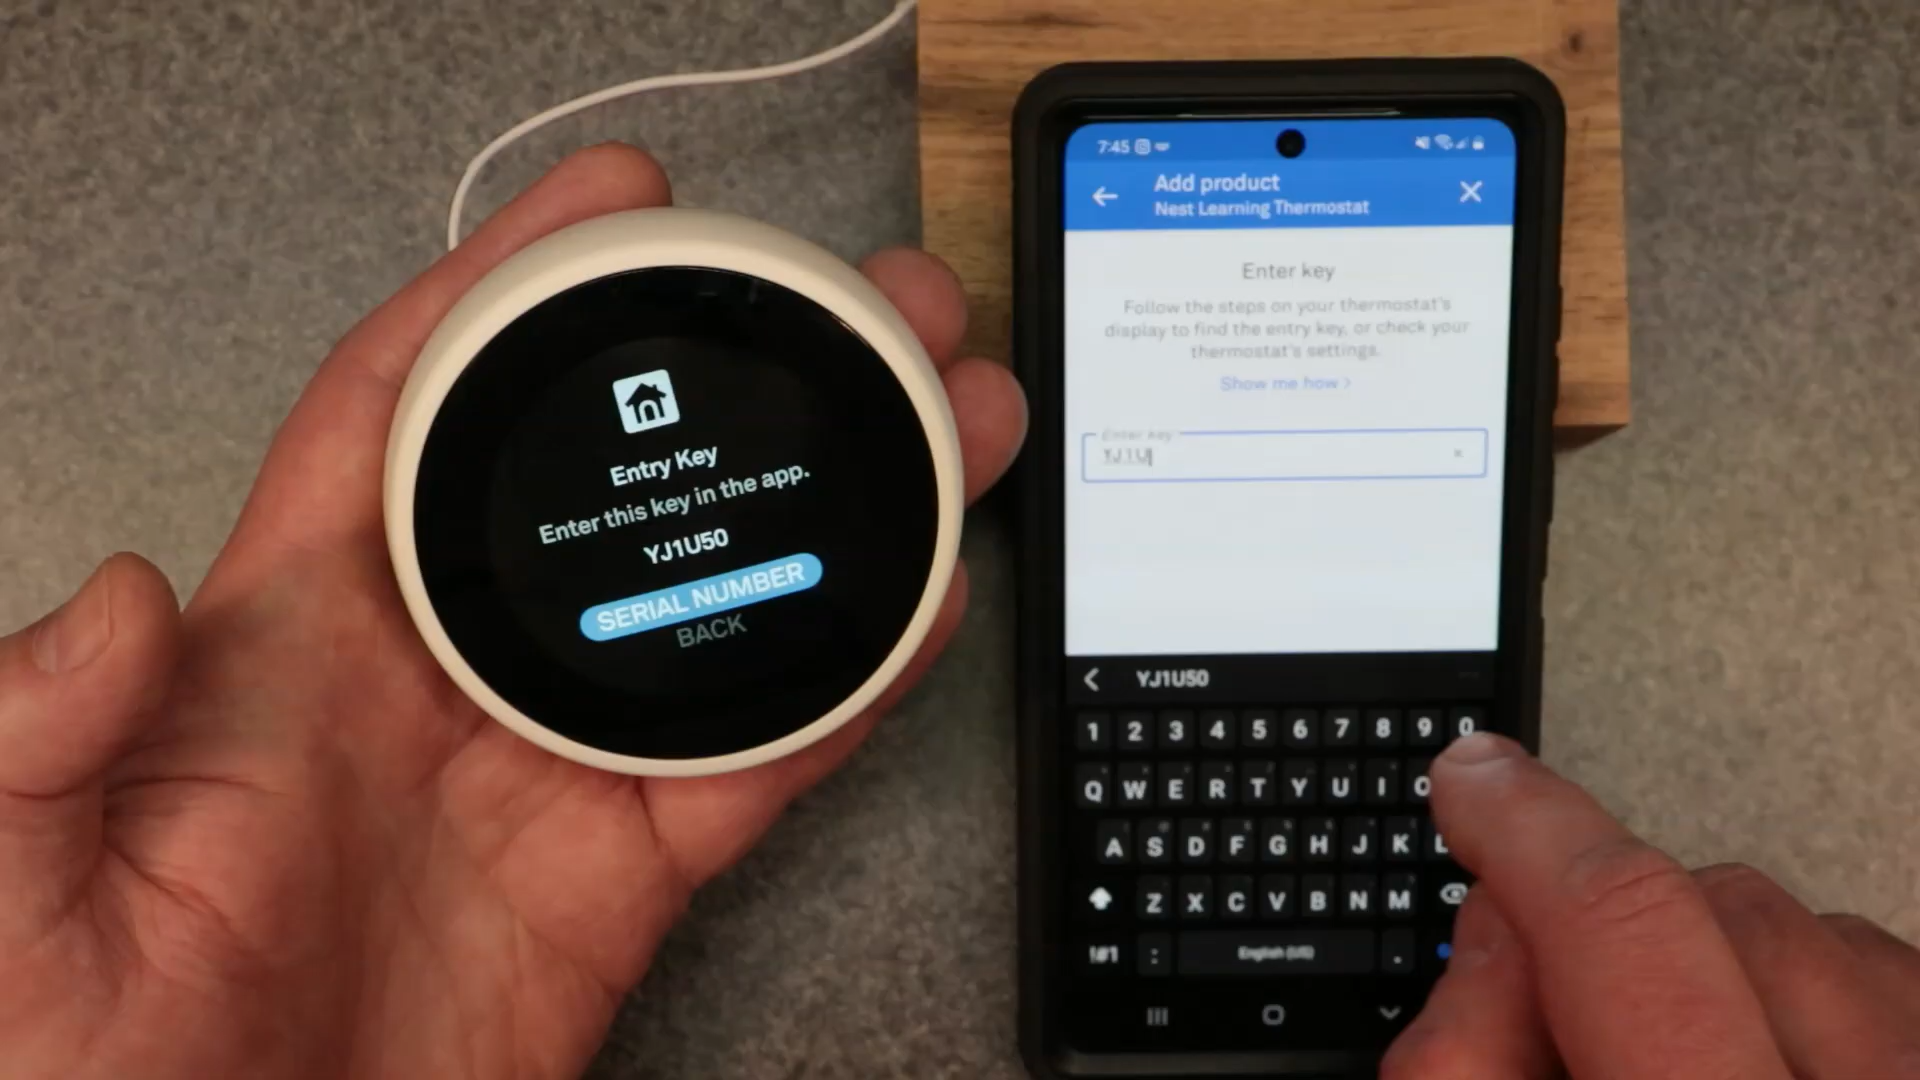 Entry Key
Enter this key in the app.
YJ1U50
SERIAL NUMBER
BACK
7:45
Add product
Nest Learning Thermostat
Enter key
Follow the steps on your thermostat's
display to find the entry key, or check your
thermostat's settings.
Show me how >
Enter key
YJ1U
YJ1U50
1 2 3 4 5 6 7 8 9 0
Q W E R T Y U I O
A S D F G H J K L
Z X C V B N M
!#1 : English (US) .